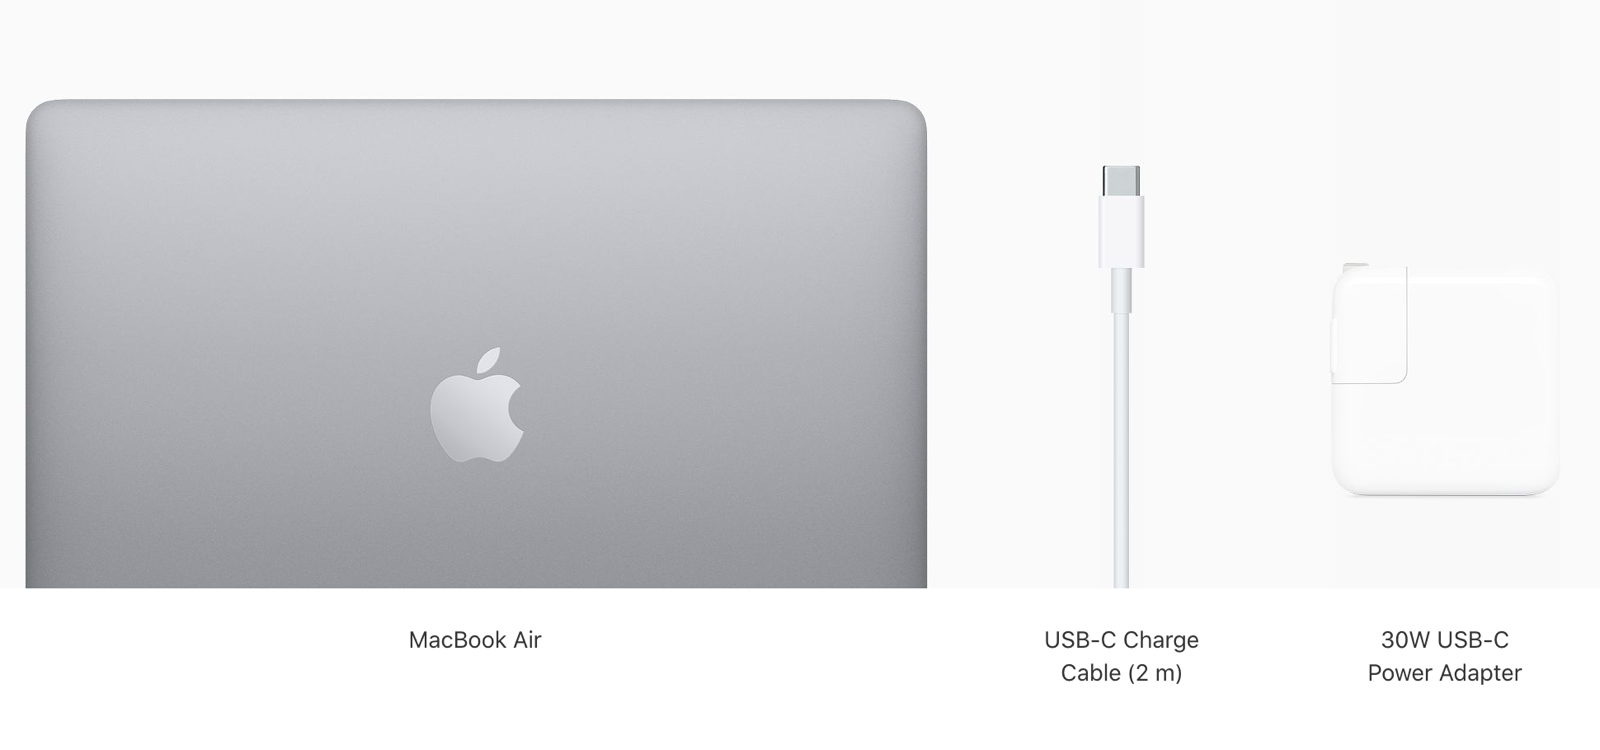 MacBook Air
USB-C Charge
Cable (2 m)
30W USB-C
Power Adapter